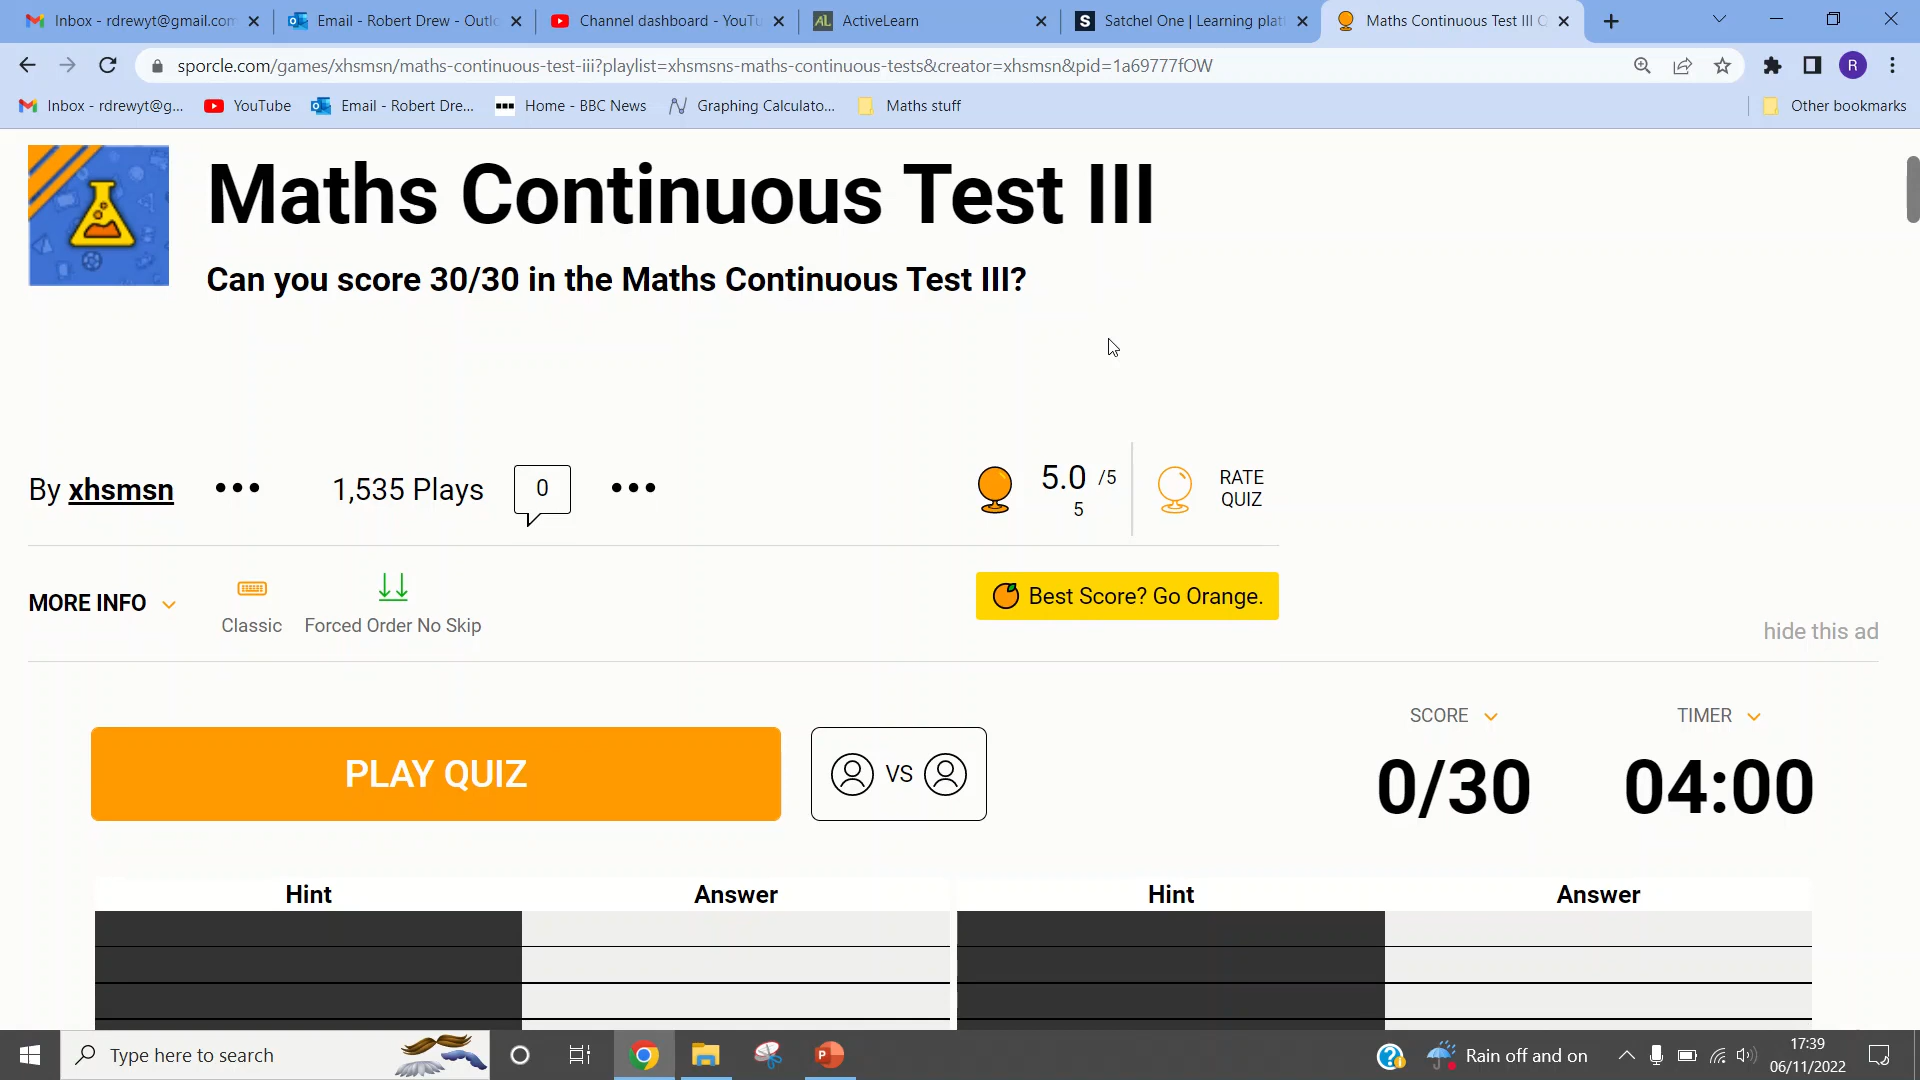 Inbox - rdrewyt@gmail.com
Email - Robert Drew - Outlo
Channel dashboard - YouTu
ActiveLearn
Satchel One | Learning plat
Maths Continuous Test III Q
sporcle.com/games/xhsmsn/maths-continuous-test-iii?playlist=xhsmsns-maths-continuous-tests&creator=xhsmsn&pid=1a69777fOW
R
Inbox - rdrewyt@g...
YouTube
Email - Robert Dre...
Home - BBC News
Graphing Calculato...
Maths stuff
Other bookmarks
Maths Continuous Test III
Can you score 30/30 in the Maths Continuous Test III?
By xhsmsn
1,535 Plays
0
5.0 /5
5
RATE
QUIZ
MORE INFO
Classic
Forced Order No Skip
Best Score? Go Orange.
hide this ad
PLAY QUIZ
VS
SCORE
0/30
TIMER
04:00
Hint Answer Hint Answer
Type here to search
Rain off and on
17:39
06/11/2022